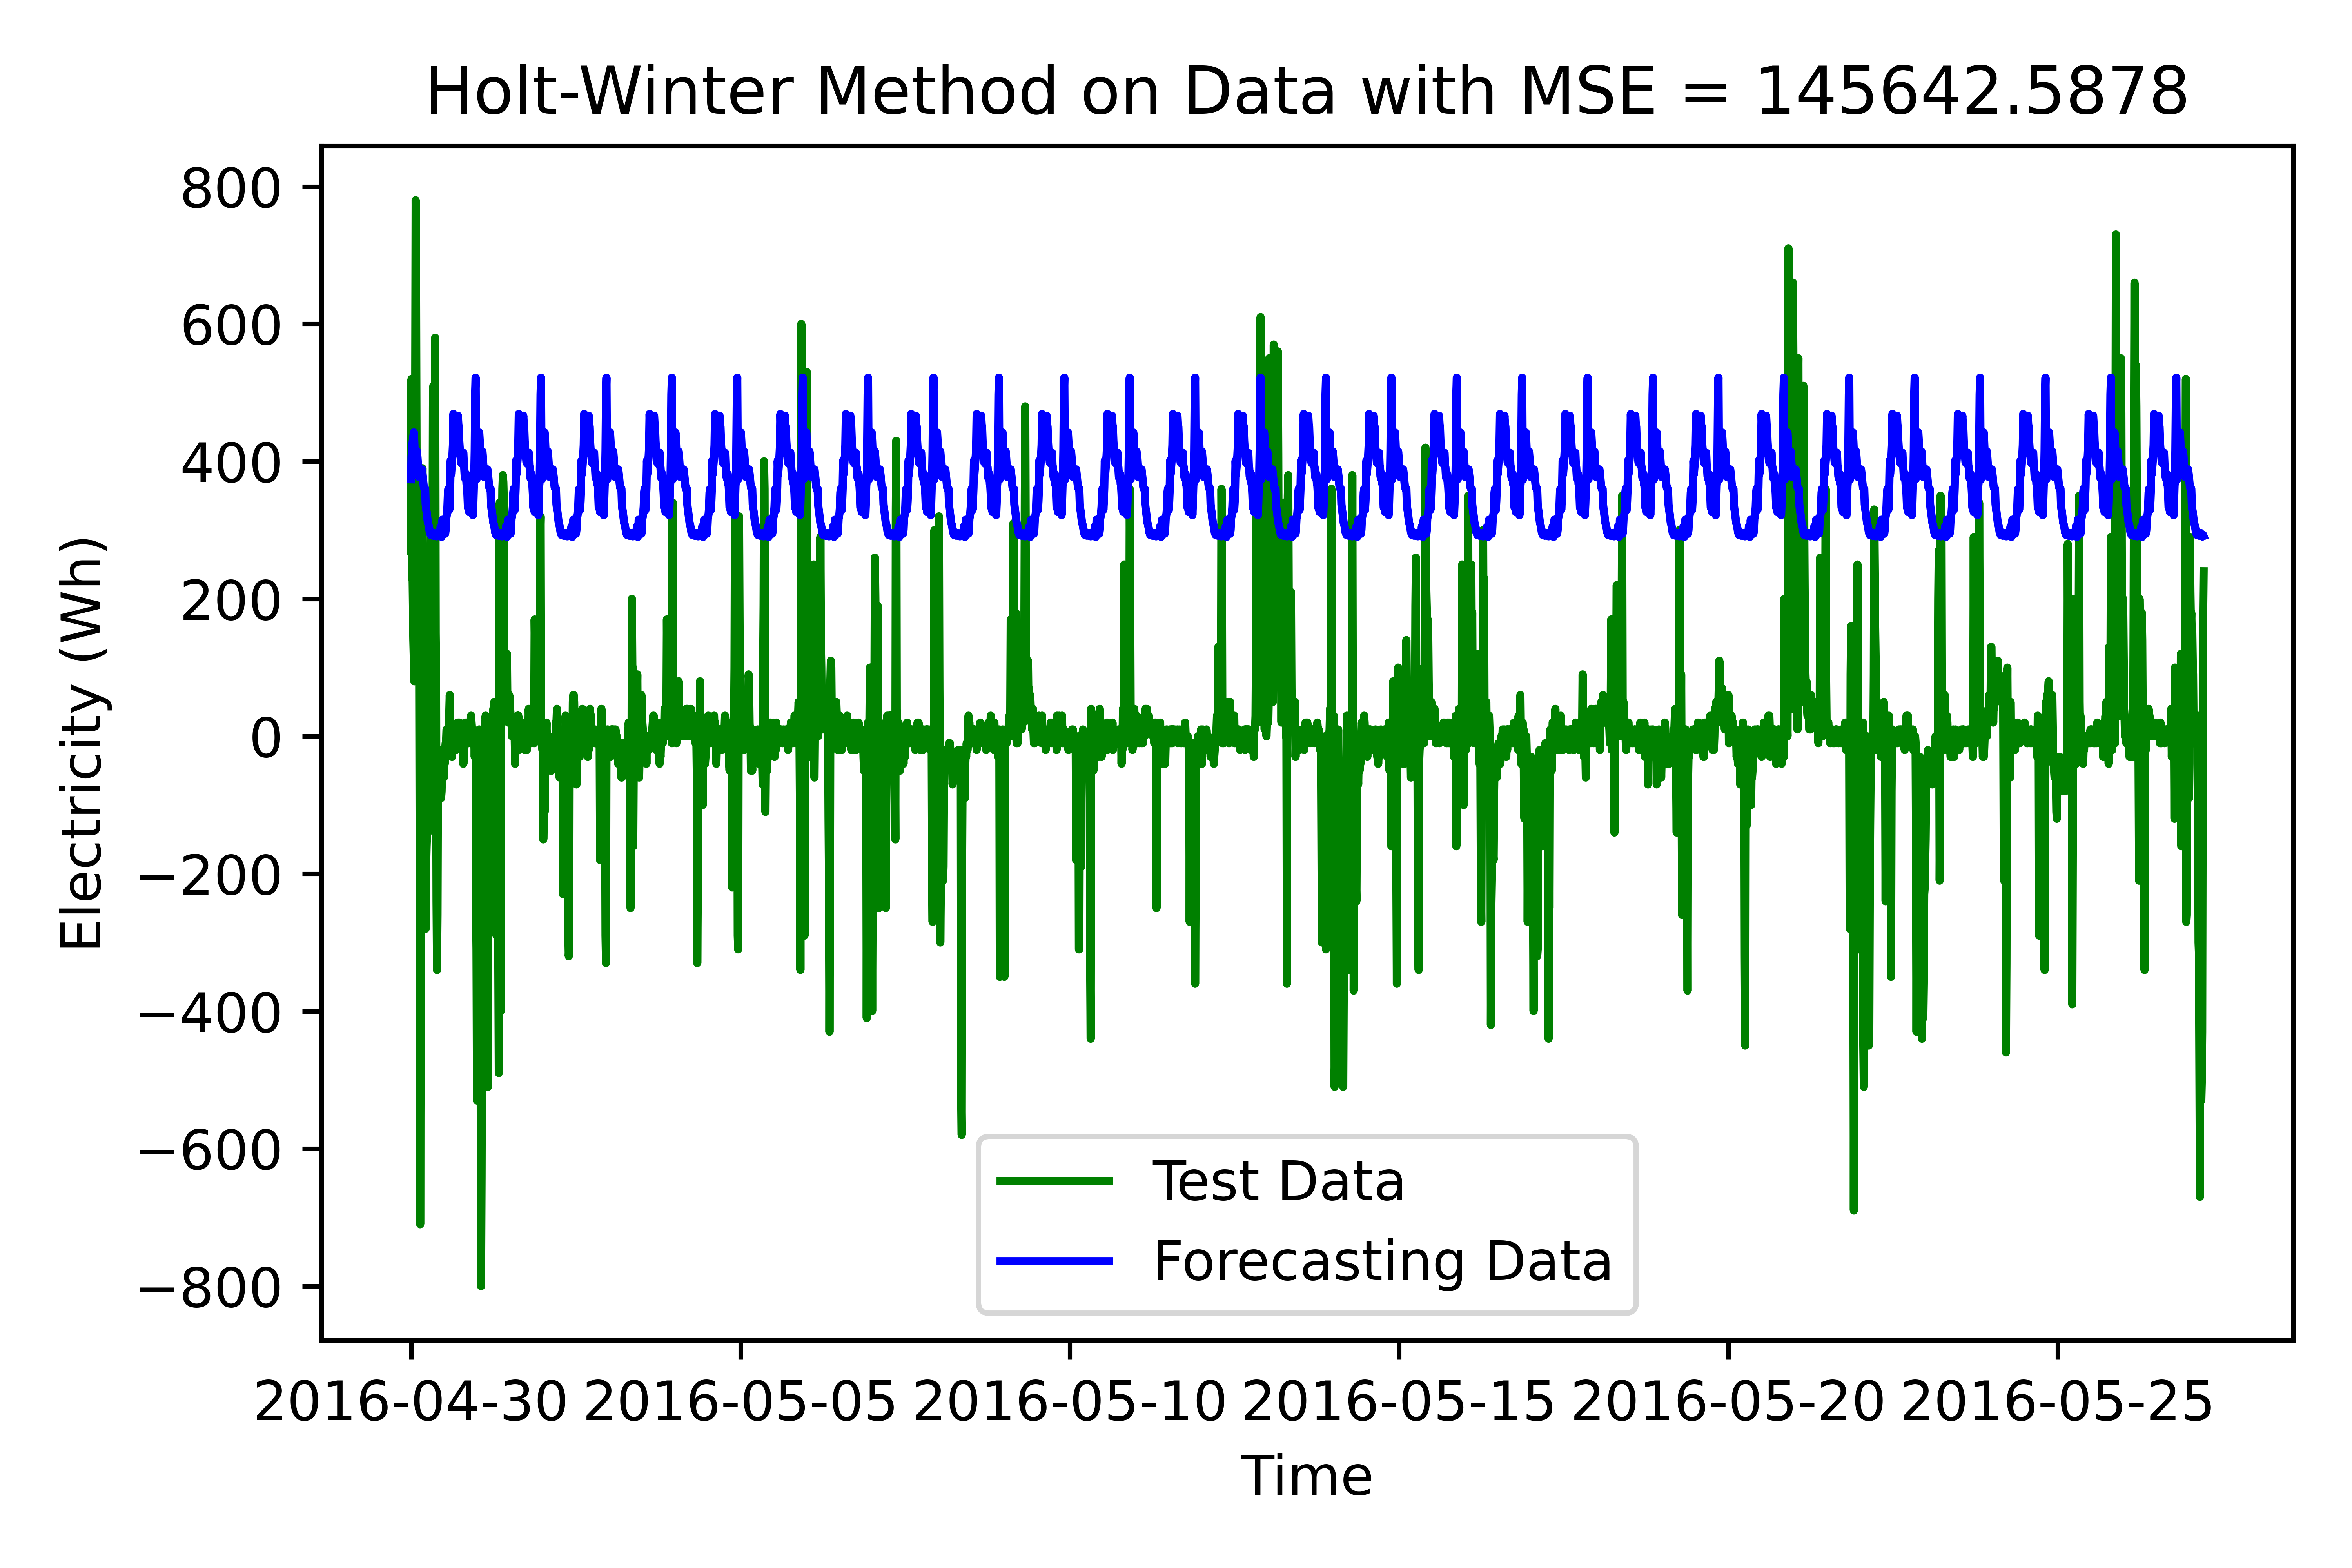 Holt-Winter Method on Data with MSE = 145642.5878
800
600
400
200
0
−200
−400
−600
−800
Electricity (Wh)
Test Data
Forecasting Data
2016-04-30 2016-05-05 2016-05-10 2016-05-15 2016-05-20 2016-05-25
Time